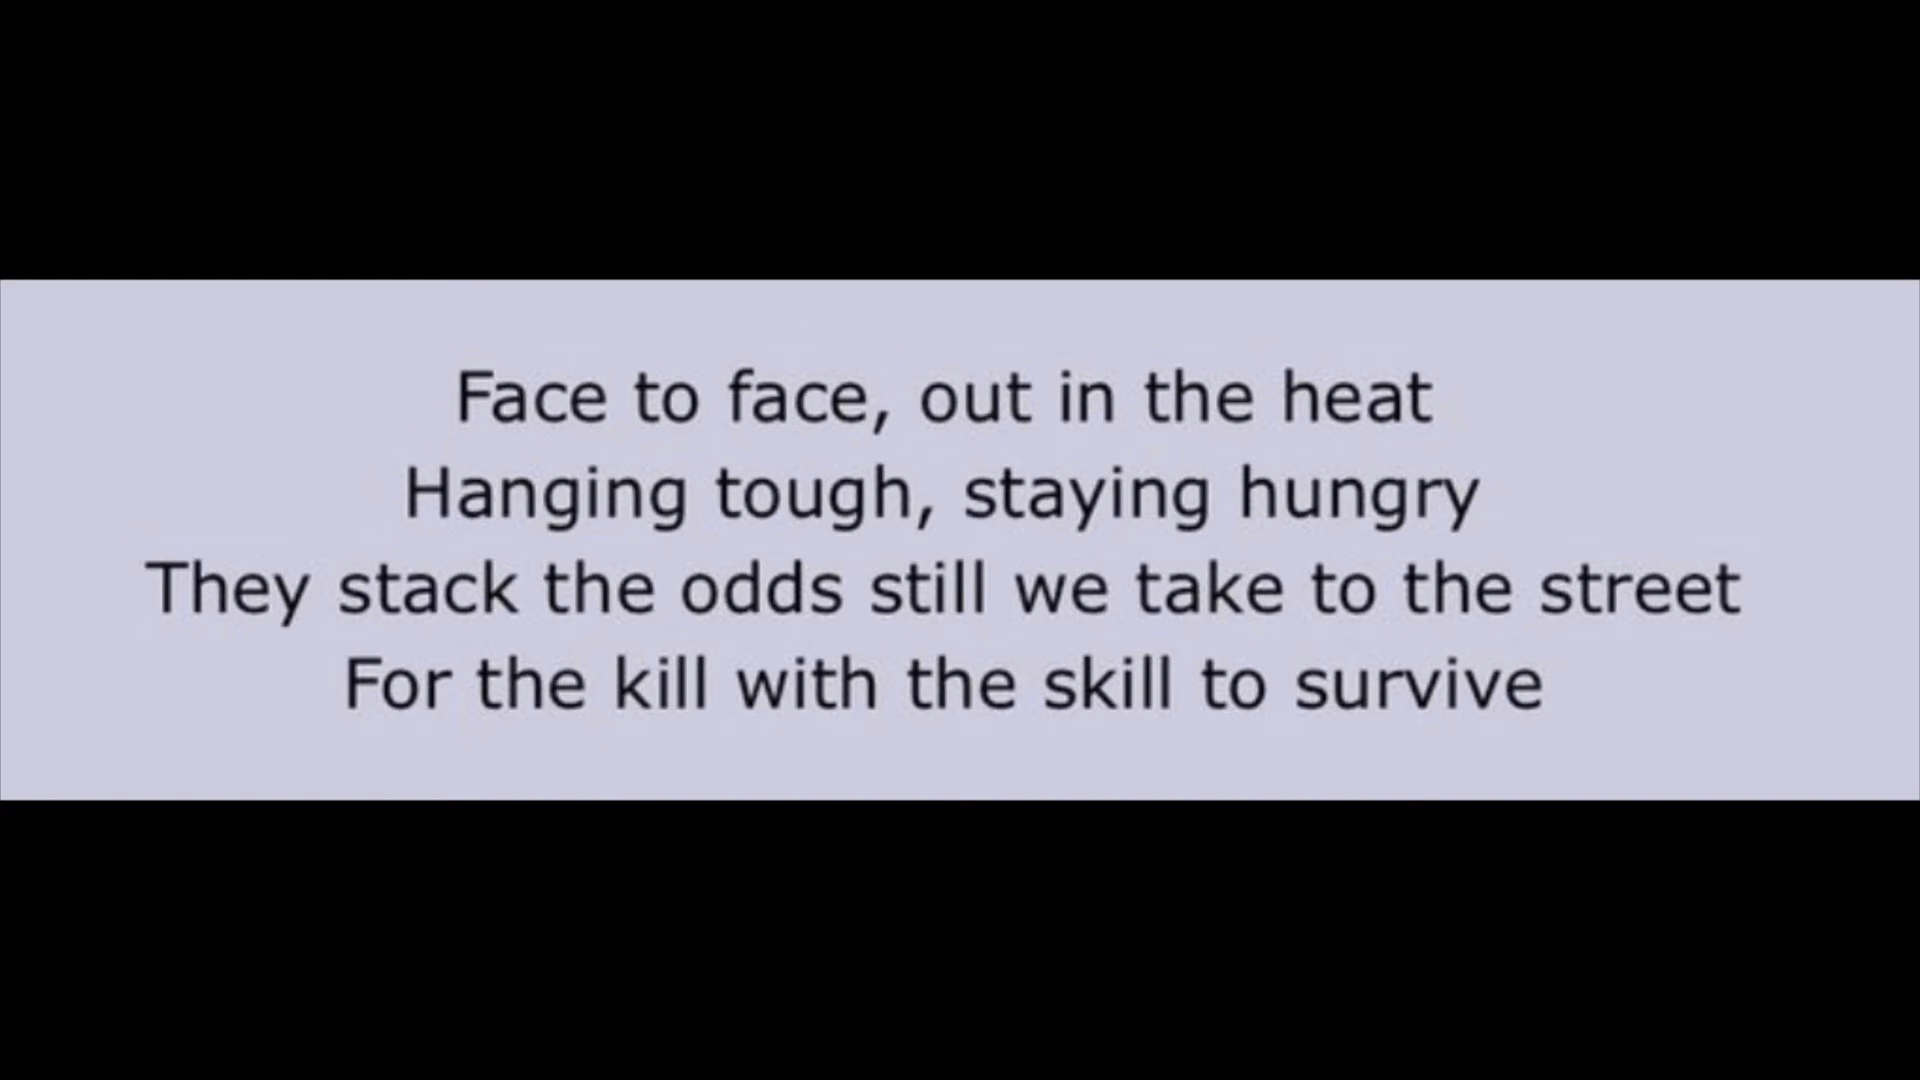 Face to face, out in the heat
Hanging tough, staying hungry
They stack the odds still we take to the street
For the kill with the skill to survive